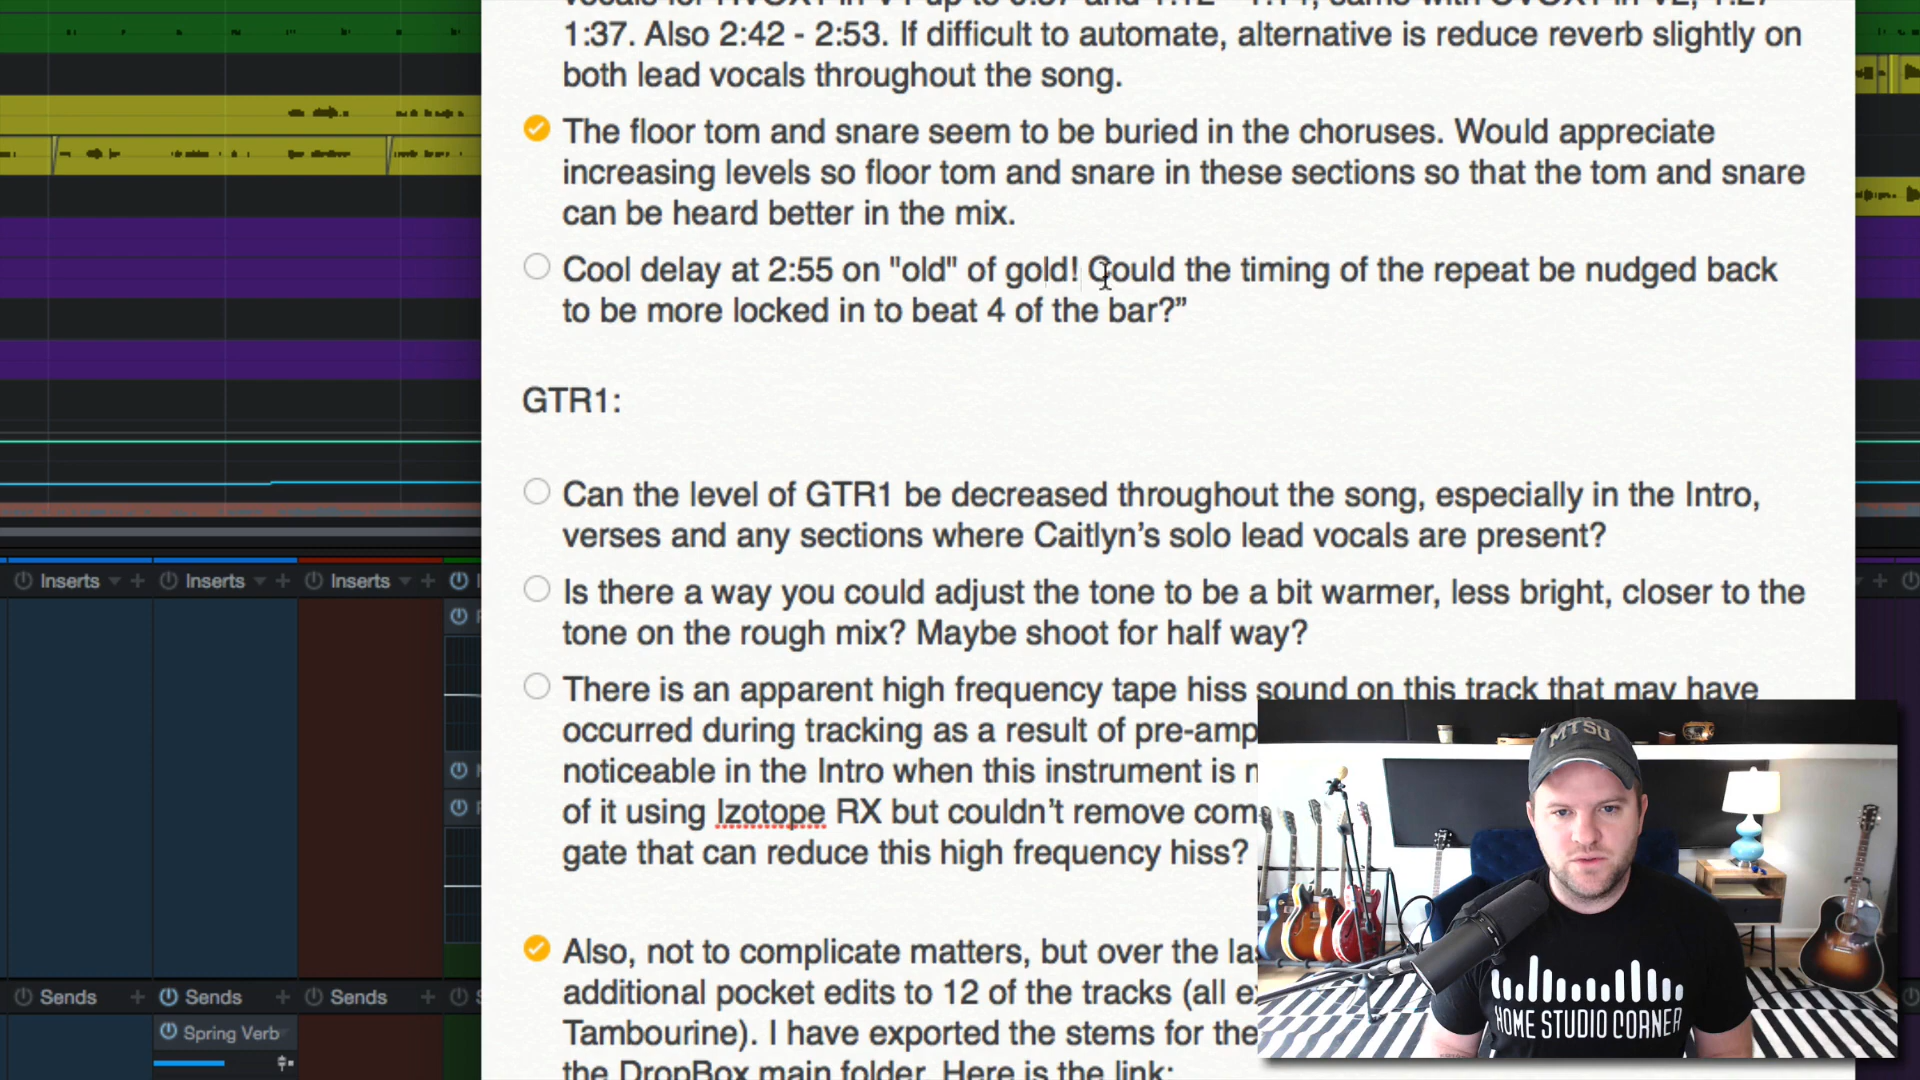 1:37. Also 2:42 - 2:53. If difficult to automate, alternative is reduce reverb slightly on
both lead vocals throughout the song.
The floor tom and snare seem to be buried in the choruses. Would appreciate
increasing levels so floor tom and snare in these sections so that the tom and snare
can be heard better in the mix.
Cool delay at 2:55 on "old" of gold! Could the timing of the repeat be nudged back
to be more locked in to beat 4 of the bar?”
GTR1:
Can the level of GTR1 be decreased throughout the song, especially in the Intro,
verses and any sections where Caitlyn’s solo lead vocals are present?
Is there a way you could adjust the tone to be a bit warmer, less bright, closer to the
tone on the rough mix? Maybe shoot for half way?
There is an apparent high frequency tape hiss sound on this track that may have
occurred during tracking as a result of pre-amp
noticeable in the Intro when this instrument is
of it using Izotope RX but couldn’t remove com
gate that can reduce this high frequency hiss?
Also, not to complicate matters, but over the la
additional pocket edits to 12 of the tracks (all e
Tambourine). I have exported the stems for the
the DropBox main folder. Here is the link:
Inserts
Inserts
Inserts
Sends
Sends
Sends
Spring Verb
MTSU
HOME STUDIO CORNER